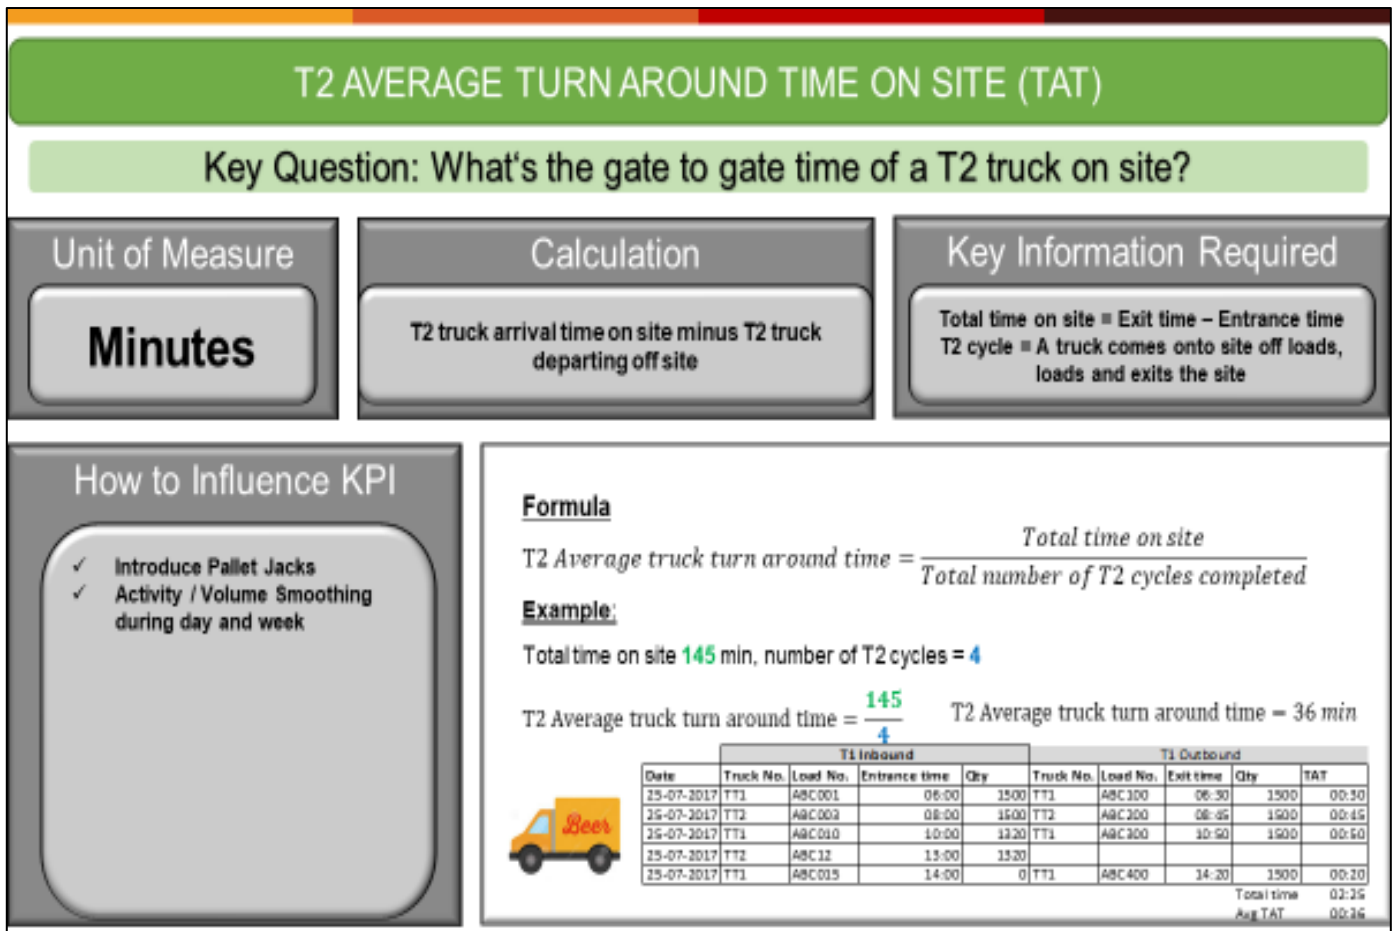 T2 AVERAGE TURN AROUND TIME ON SITE (TAT)
Key Question: What's the gate to gate time of a T2 truck on site?
Unit of Measure
Minutes
Calculation
T2 truck arrival time on site minus T2 truck
departing off site
Key Information Required
Total time on site = Exit time – Entrance time
T2 cycle = A truck comes onto site off loads,
loads and exits the site
How to Influence KPI
✓ Introduce Pallet Jacks
✓ Activity / Volume Smoothing
during day and week
Formula
T2 Average truck turn around time = Total time on site / Total number of T2 cycles completed
Example:
Total time on site 145 min, number of T2 cycles = 4
T2 Average truck turn around time = 145 / 4 T2 Average truck turn around time = 36 min
Beer
T1 Inbound T1 Outbound
Date Truck No. Load No. Entrance time Qty Truck No. Load No. Exit time Qty TAT
25-07-2017 TT1 ABC001 06:00 1500 TT1 ABC100 06:30 1500 00:30
25-07-2017 TT2 ABC003 08:00 1500 TT2 ABC200 08:45 1500 00:45
25-07-2017 TT1 ABC010 10:00 1320 TT1 ABC300 10:50 1500 00:50
25-07-2017 TT2 ABC12 13:00 1320
25-07-2017 TT1 ABC015 14:00 0 TT1 ABC400 14:20 1500 00:20
Total time 02:25
Avg TAT 00:36